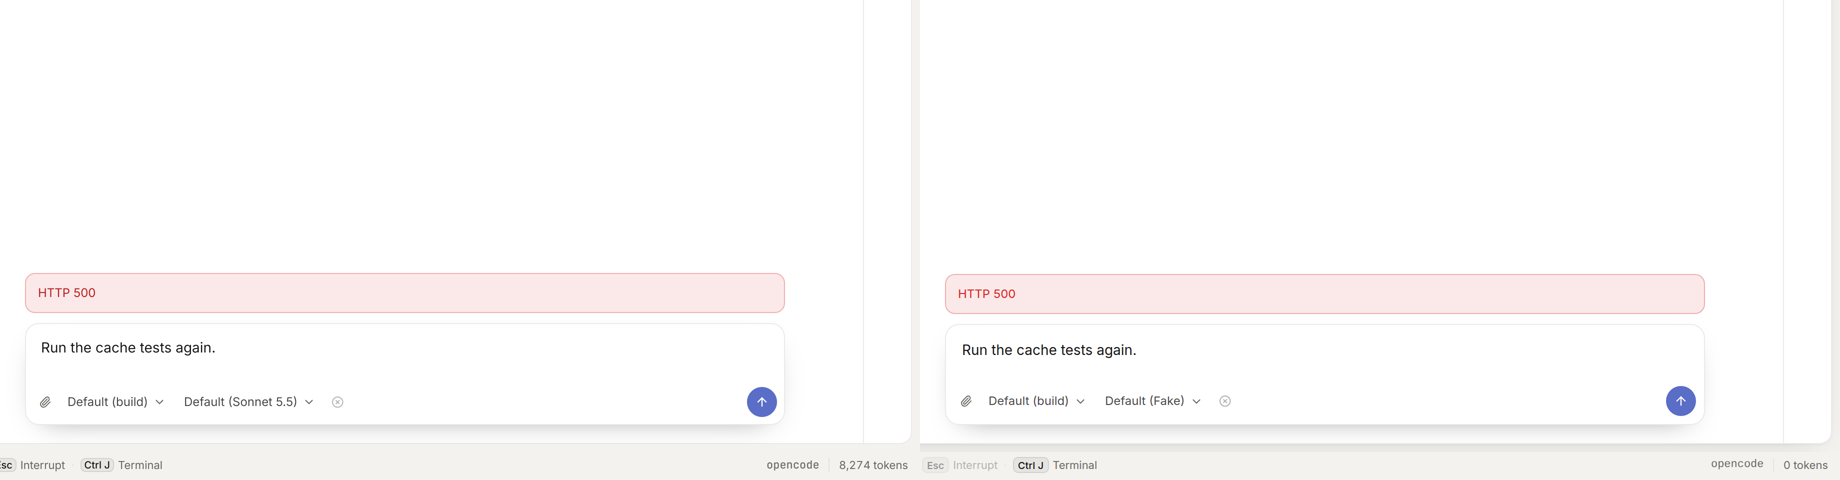 HTTP 500
Run the cache tests again.
Default (build) Default (Sonnet 5.5)
Interrupt · Ctrl J Terminal opencode 8,274 tokens
HTTP 500
Run the cache tests again.
Default (build) Default (Fake)
Esc Interrupt Ctrl J Terminal opencode 0 tokens